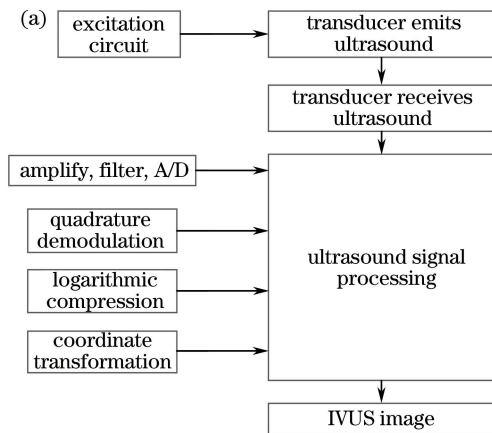 (a)
excitation
circuit
transducer emits
ultrasound
transducer receives
ultrasound
amplify, filter, A/D
quadrature
demodulation
logarithmic
compression
coordinate
transformation
ultrasound signal
processing
IVUS image